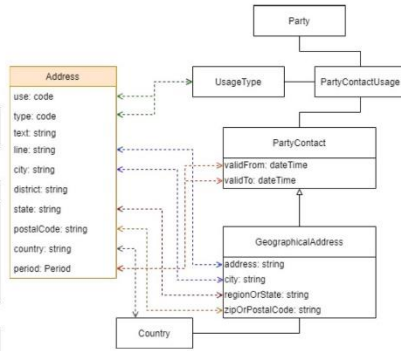 Party
Address
UsageType
PartyContactUsage
use: code
type: code
text: string
line: string
city: string
district: string
state: string
postalCode: string
country: string
period: Period
PartyContact
validFrom: dateTime
validTo: dateTime
GeographicalAddress
address: string
city: string
regionOrState: string
zipOrPostalCode: string
Country